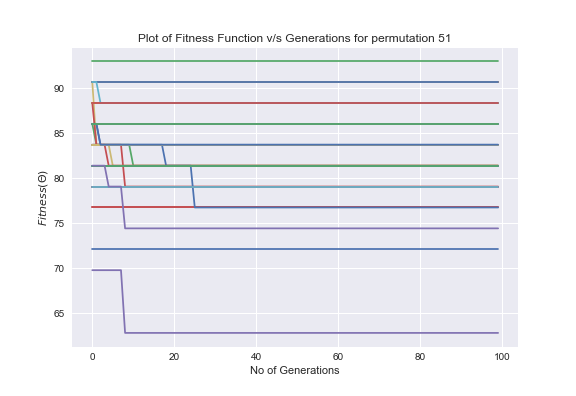 Plot of Fitness Function v/s Generations for permutation 51
90
85
80
75
70
65
Fitness(Θ)
0 20 40 60 80 100
No of Generations